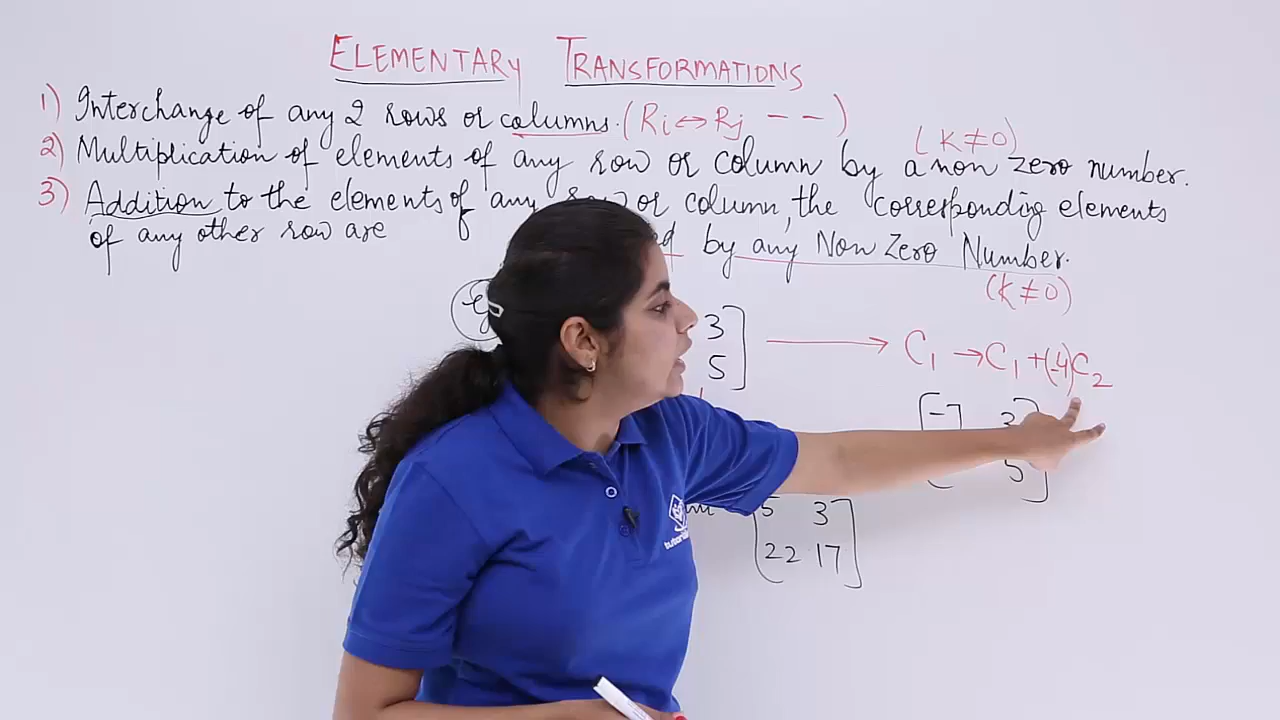 ELEMENTARY TRANSFORMATIONS
1) Interchange of any 2 rows or columns. (Ri ↔ Rj - - )
(K ≠ 0)
2) Multiplication of elements of any row or column by a non zero number.
3) Addition to the elements of any row or column, the corresponding elements
of any other row are by any Non Zero Number.
(K ≠ 0)
3
5
C1 → C1 + (-4)C2
-7 3
5
5 3
22 17